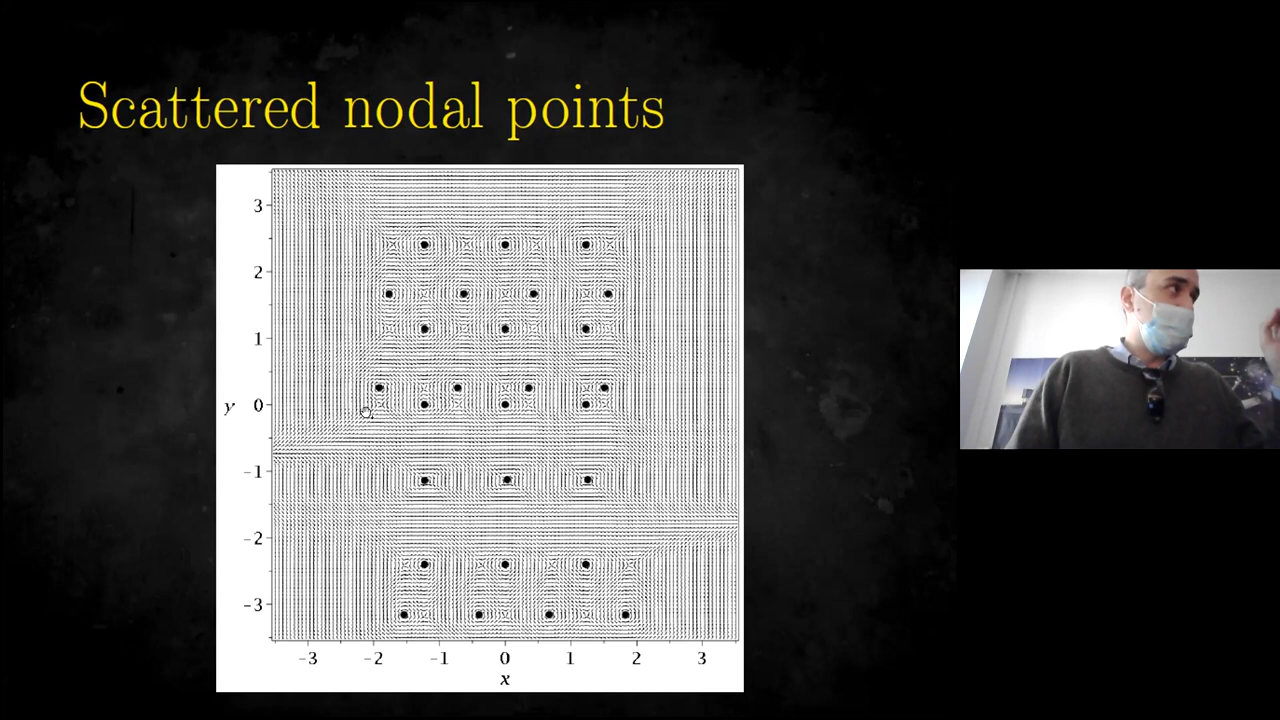 Scattered nodal points
3
2
1
y 0
-1
-2
-3
-3 -2 -1 0 1 2 3
x